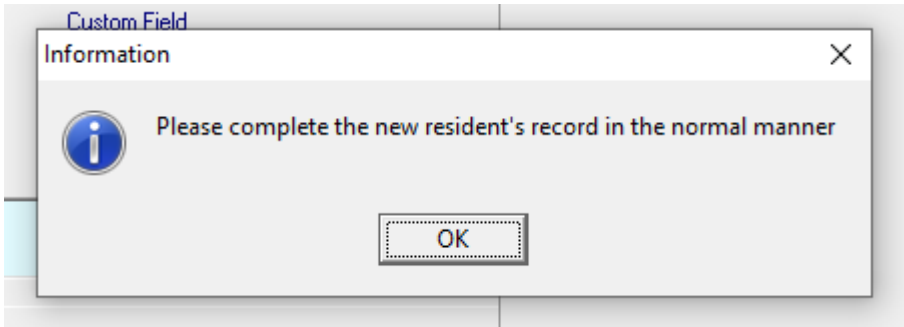 Custom Field
Information
Please complete the new resident's record in the normal manner
OK